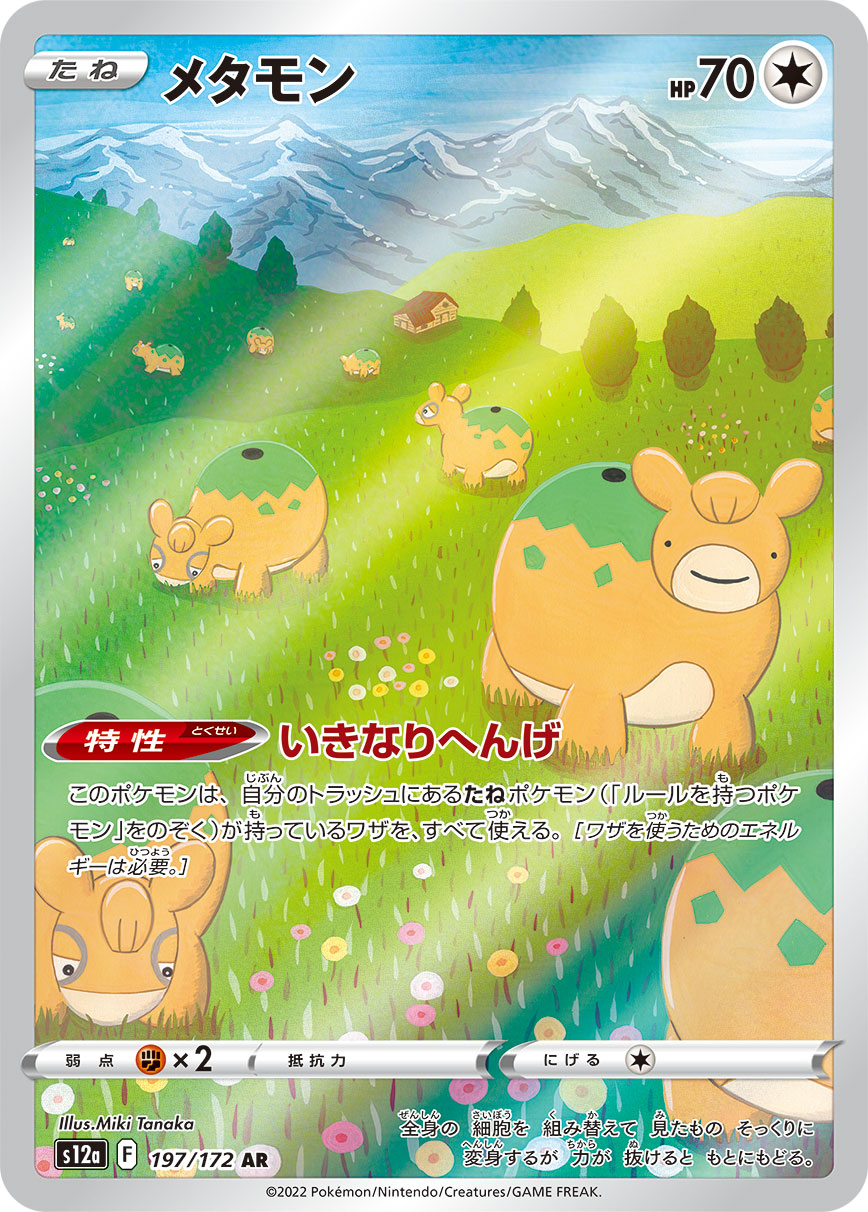 たね メタモン HP70
特性 とくせい いきなりへんげ
このポケモンは、自分のトラッシュにあるたねポケモン(「ルールを持つポケ
モン」をのぞく)が持っているワザを、すべて使える。[ワザを使うためのエネル
ギーは必要。]
弱点 ×2 抵抗力 にげる
Illus.Miki Tanaka
全身の 細胞を 組み替えて 見たもの そっくりに
変身するが 力が 抜けると もとにもどる。
s12a F 197/172 AR
©2022 Pokémon/Nintendo/Creatures/GAME FREAK.